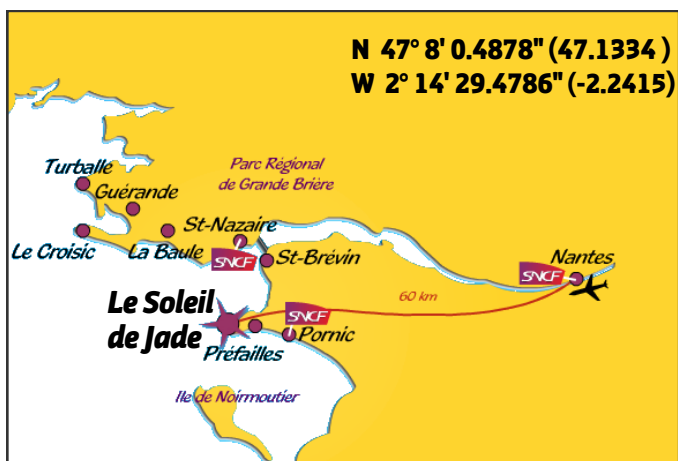 N 47° 8' 0.4878" (47.1334 )
W 2° 14' 29.4786" (-2.2415)
Parc Régional
de Grande Brière
Turballe
Guérande
St-Nazaire
Le Croisic
La Baule
SNCF
St-Brévin
Nantes
SNCF
60 km
Le Soleil
de Jade
SNCF
Pornic
Préfailles
Ile de Noirmoutier